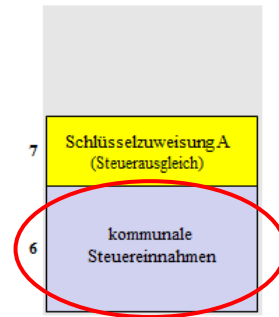 7
Schlüsselzuweisung A
(Steuerausgleich)
6
kommunale
Steuereinnahmen